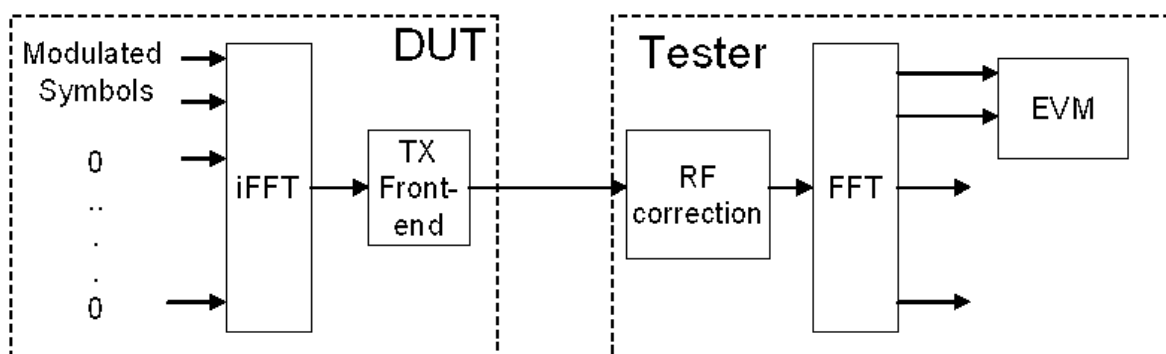 DUT
Modulated
Symbols
0
..
.
.
0
iFFT
TX
Front-
end
Tester
RF
correction
FFT
EVM